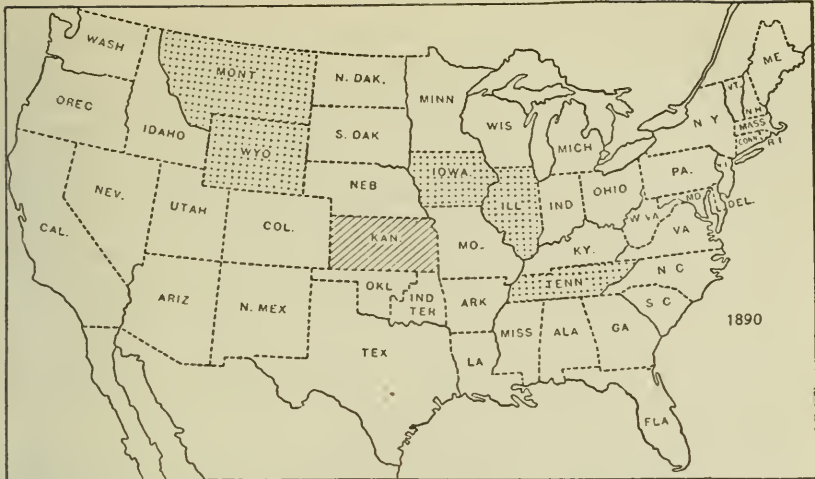 WASH
MONT
N. DAK.
MINN
ME
VT.
N.H.
OREG
IDAHO
S. DAK
WIS
MICH
N Y
MASS
CONN
R I
WYO
NEB
IOWA
PA.
NEV.
UTAH
COL.
KAN.
ILL
IND
OHIO
MD
DEL.
W VA
VA
CAL.
MO.
KY.
ARIZ
N. MEX
OKL
IND
TER
ARK
TENN
N C
S C
TEX
LA
MISS
ALA
GA
1890
FLA